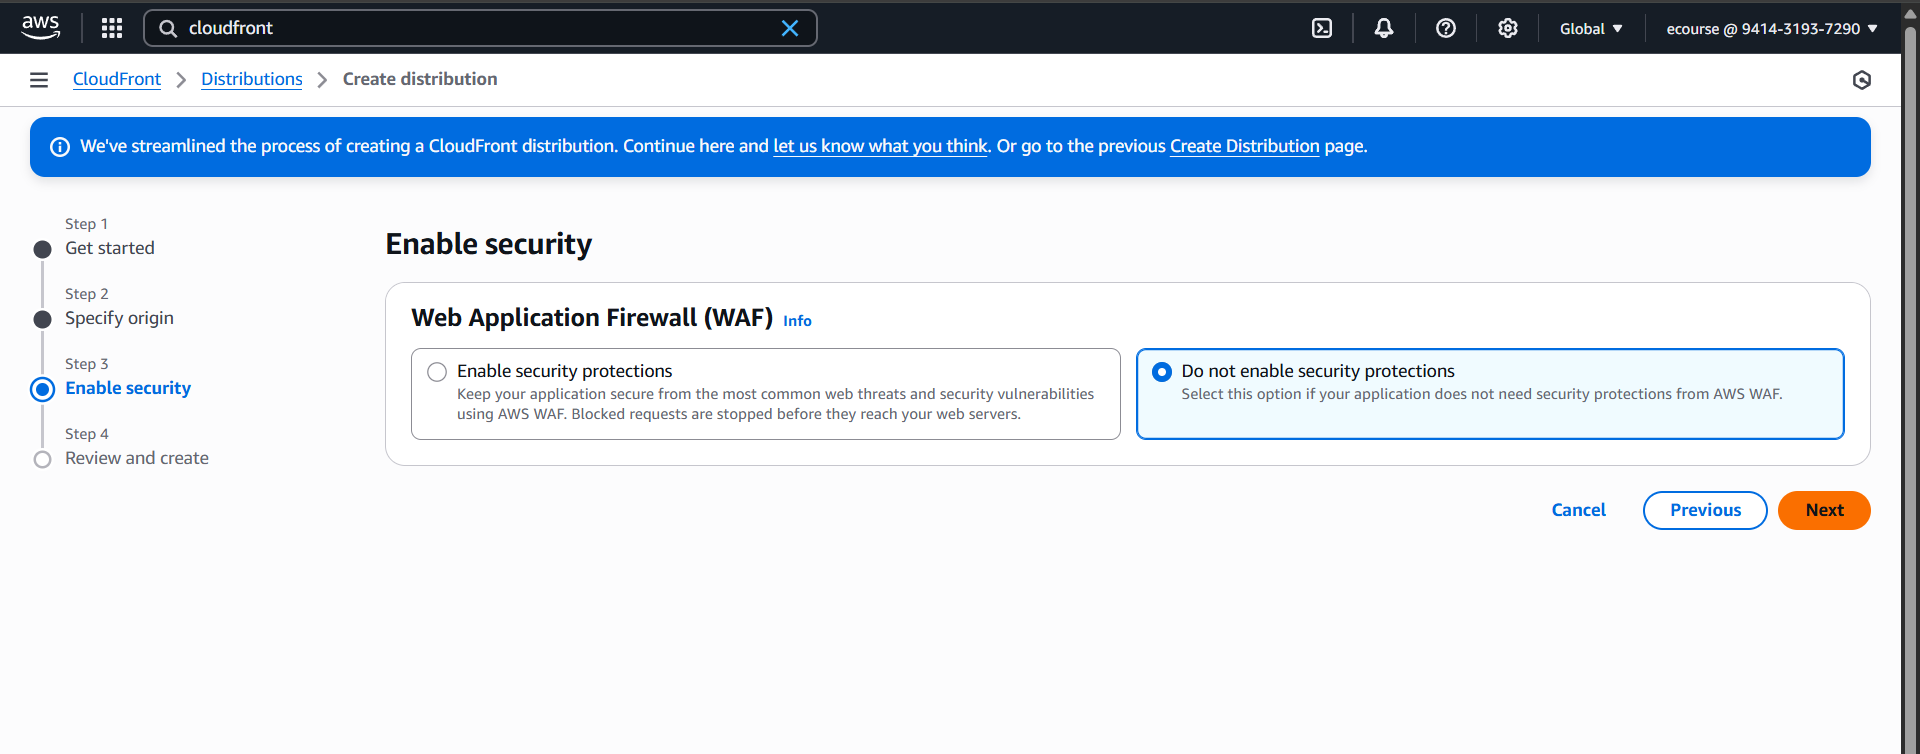 aws
cloudfront
Global
ecourse @ 9414-3193-7290
CloudFront
Distributions
Create distribution
We've streamlined the process of creating a CloudFront distribution. Continue here and let us know what you think. Or go to the previous Create Distribution page.
Step 1
Get started
Step 2
Specify origin
Step 3
Enable security
Step 4
Review and create
Enable security
Web Application Firewall (WAF) Info
Enable security protections
Keep your application secure from the most common web threats and security vulnerabilities
using AWS WAF. Blocked requests are stopped before they reach your web servers.
Do not enable security protections
Select this option if your application does not need security protections from AWS WAF.
Cancel
Previous
Next